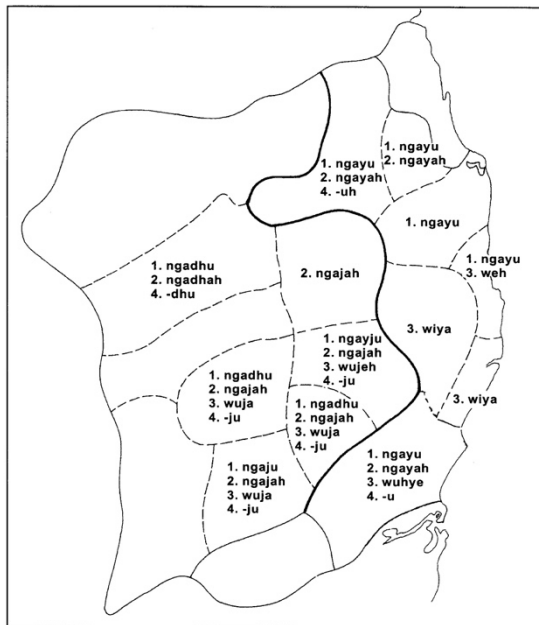 1. ngayu
2. ngayah
1. ngayu
2. ngayah
4. -uh
1. ngayu
1. ngayu
3. weh
1. ngadhu
2. ngadhah
4. -dhu
2. ngajah
3. wiya
1. ngayju
2. ngajah
3. wujeh
4. -ju
1. ngadhu
2. ngajah
3. wuja
4. -ju
3. wiya
1. ngadhu
2. ngajah
3. wuja
4. -ju
1. ngaju
2. ngajah
3. wuja
4. -ju
1. ngayu
2. ngayah
3. wuhye
4. -u